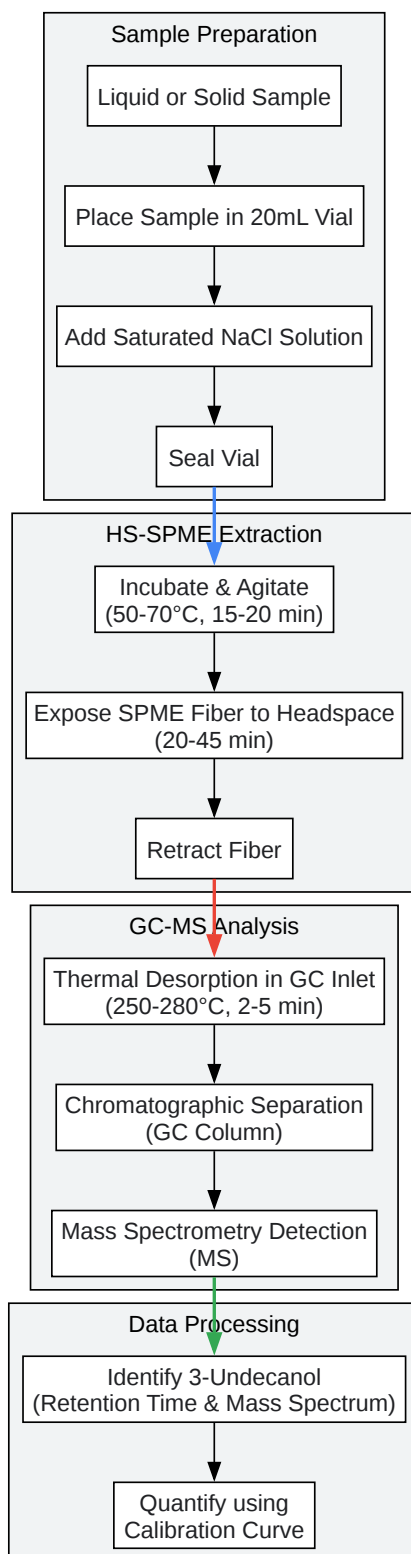 Sample Preparation
Liquid or Solid Sample
Place Sample in 20mL Vial
Add Saturated NaCl Solution
Seal Vial
HS-SPME Extraction
Incubate & Agitate
(50-70°C, 15-20 min)
Expose SPME Fiber to Headspace
(20-45 min)
Retract Fiber
GC-MS Analysis
Thermal Desorption in GC Inlet
(250-280°C, 2-5 min)
Chromatographic Separation
(GC Column)
Mass Spectrometry Detection
(MS)
Data Processing
Identify 3-Undecanol
(Retention Time & Mass Spectrum)
Quantify using
Calibration Curve